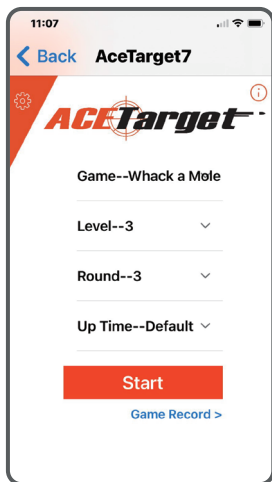 11:07
Back AceTarget7
ACETarget
Game--Whack a Mole
Level--3
Round--3
Up Time--Default
Start
Game Record >